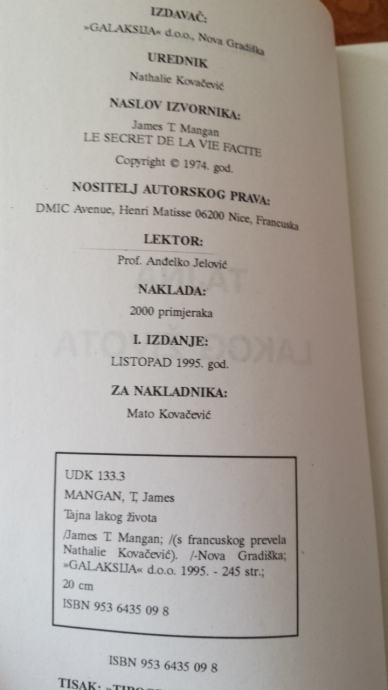 IZDAVAČ:
»GALAKSIJA« d.o.o., Nova Gradiška
UREDNIK
Nathalie Kovačević
NASLOV IZVORNIKA:
James T. Mangan
LE SECRET DE LA VIE FACITE
Copyright © 1974. god.
NOSITELJ AUTORSKOG PRAVA:
DMIC Avenue, Henri Matisse 06200 Nice, Francuska
LEKTOR:
Prof. Anđelko Jelović
NAKLADA:
2000 primjeraka
I. IZDANJE:
LISTOPAD 1995. god.
ZA NAKLADNIKA:
Mato Kovačević
UDK 133.3
MANGAN, T, James
Tajna lakog života
/James T. Mangan; /(s francuskog prevela
Nathalie Kovačević). /-Nova Gradiška;
»GALAKSIJA« d.o.o. 1995. - 245 str.;
20 cm
ISBN 953 6435 09 8
ISBN 953 6435 09 8
TISAK: